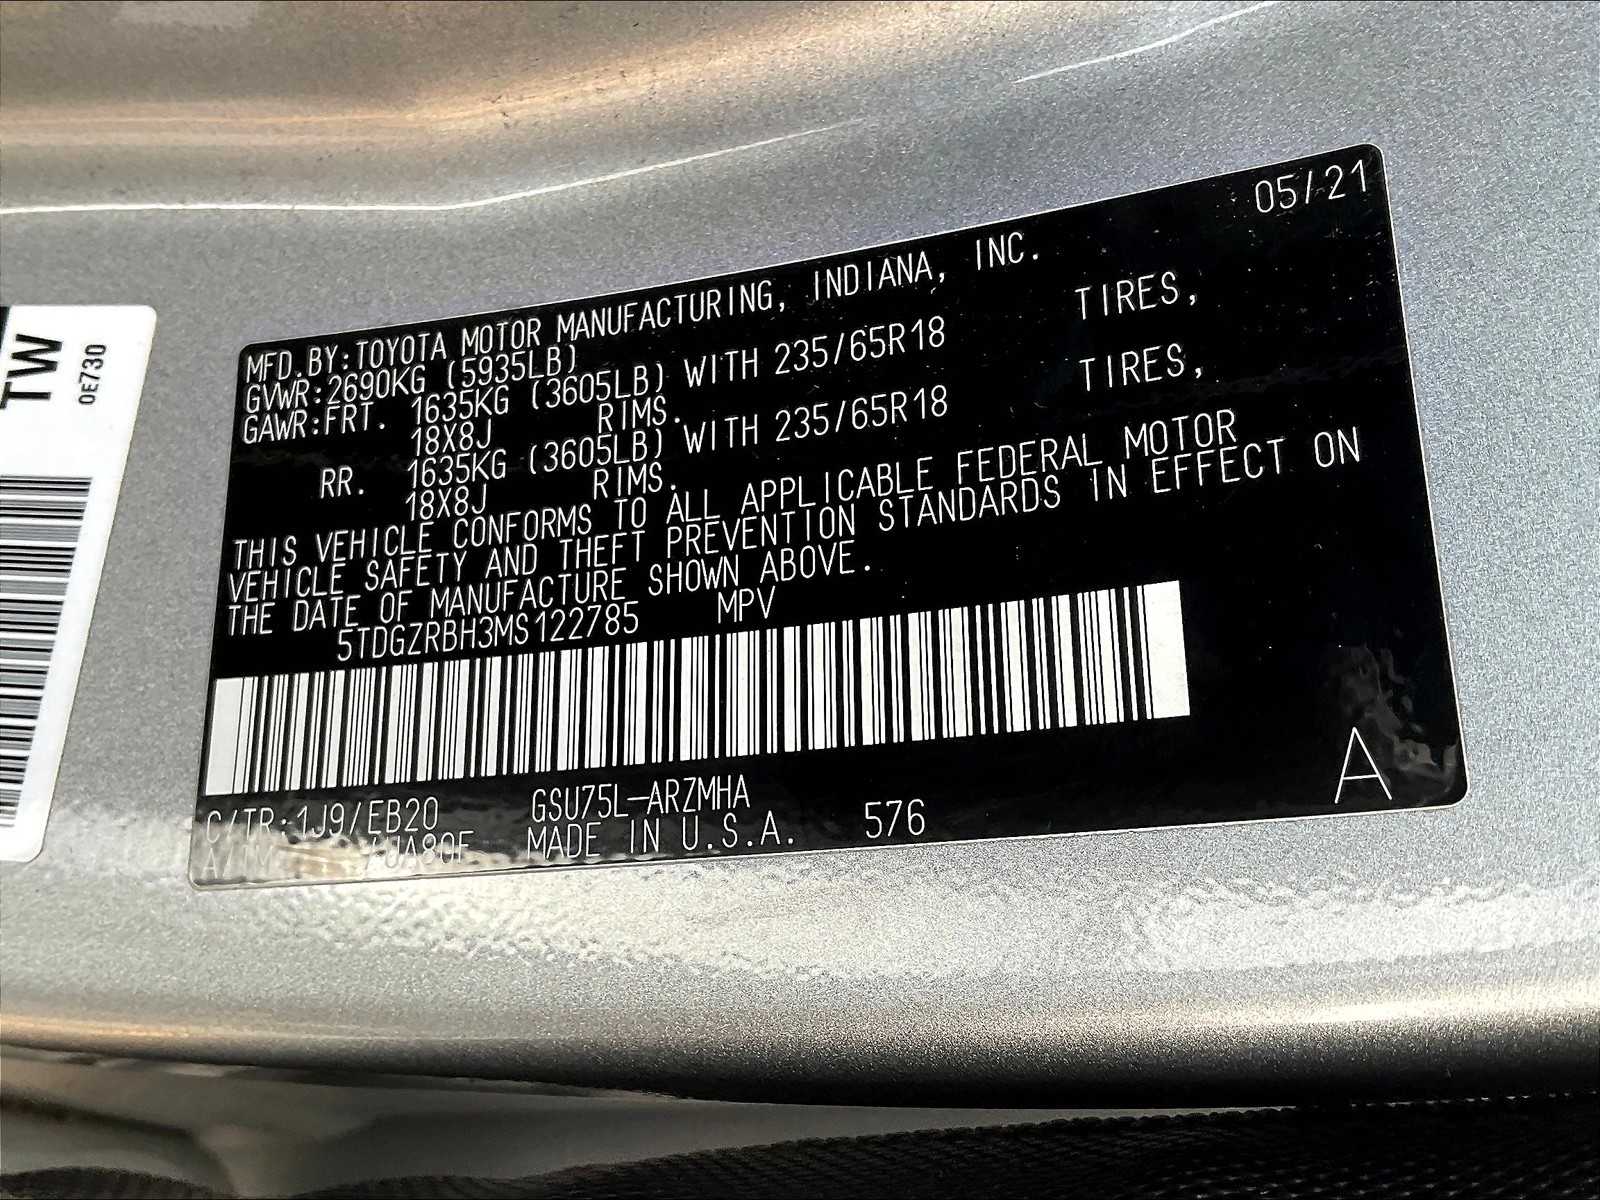 TW
0E730
05/21
MFD.BY:TOYOTA MOTOR MANUFACTURING, INDIANA, INC.
GVWR:2690KG (5935LB)
GAWR:FRT. 1635KG (3605LB) WITH 235/65R18 TIRES,
18X8J RIMS.
RR. 1635KG (3605LB) WITH 235/65R18 TIRES,
18X8J RIMS.
THIS VEHICLE CONFORMS TO ALL APPLICABLE FEDERAL MOTOR
VEHICLE SAFETY AND THEFT PREVENTION STANDARDS IN EFFECT ON
THE DATE OF MANUFACTURE SHOWN ABOVE.
5TDGZRBH3MS122785 MPV
C/TR:1J9/EB20 GSU75L-ARZMHA
/UA80F MADE IN U.S.A. 576
A